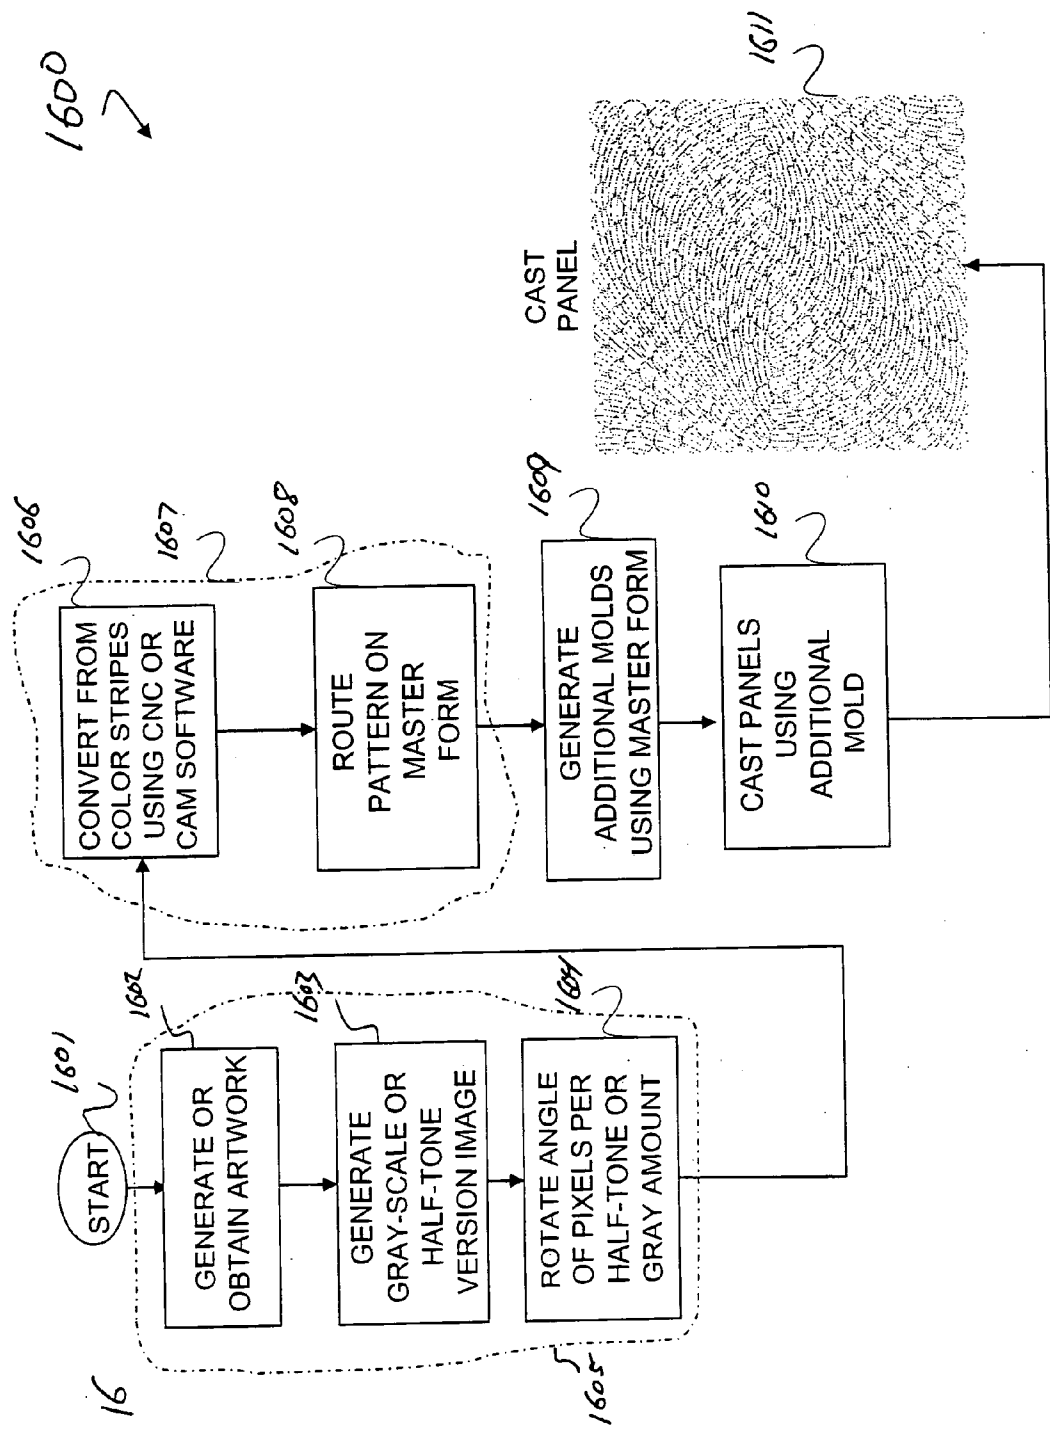 16
1600
START
1601
GENERATE OR
OBTAIN ARTWORK
1602
GENERATE
GRAY-SCALE OR
HALF-TONE
VERSION IMAGE
1603
ROTATE ANGLE
OF PIXELS PER
HALF-TONE OR
GRAY AMOUNT
1604
1605
CONVERT FROM
COLOR STRIPES
USING CNC OR
CAM SOFTWARE
1606
1607
ROUTE
PATTERN ON
MASTER
FORM
1608
GENERATE
ADDITIONAL MOLDS
USING MASTER FORM
1609
CAST PANELS
USING
ADDITIONAL
MOLD
1610
CAST
PANEL
1611